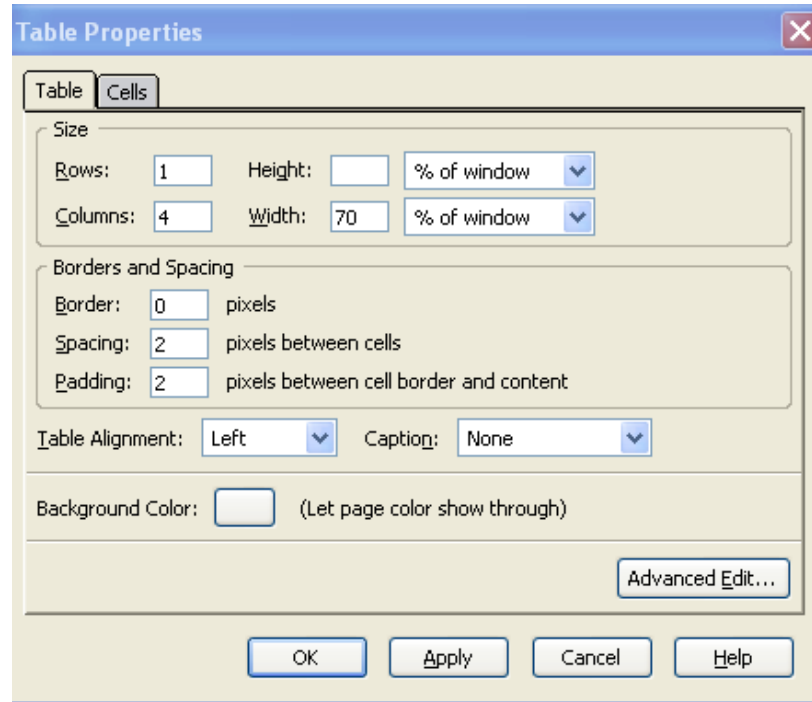 Table Properties
Table Cells
Size
Rows: 1 Height: % of window
Columns: 4 Width: 70 % of window
Borders and Spacing
Border: 0 pixels
Spacing: 2 pixels between cells
Padding: 2 pixels between cell border and content
Table Alignment: Left Caption: None
Background Color: (Let page color show through)
Advanced Edit...
OK Apply Cancel Help